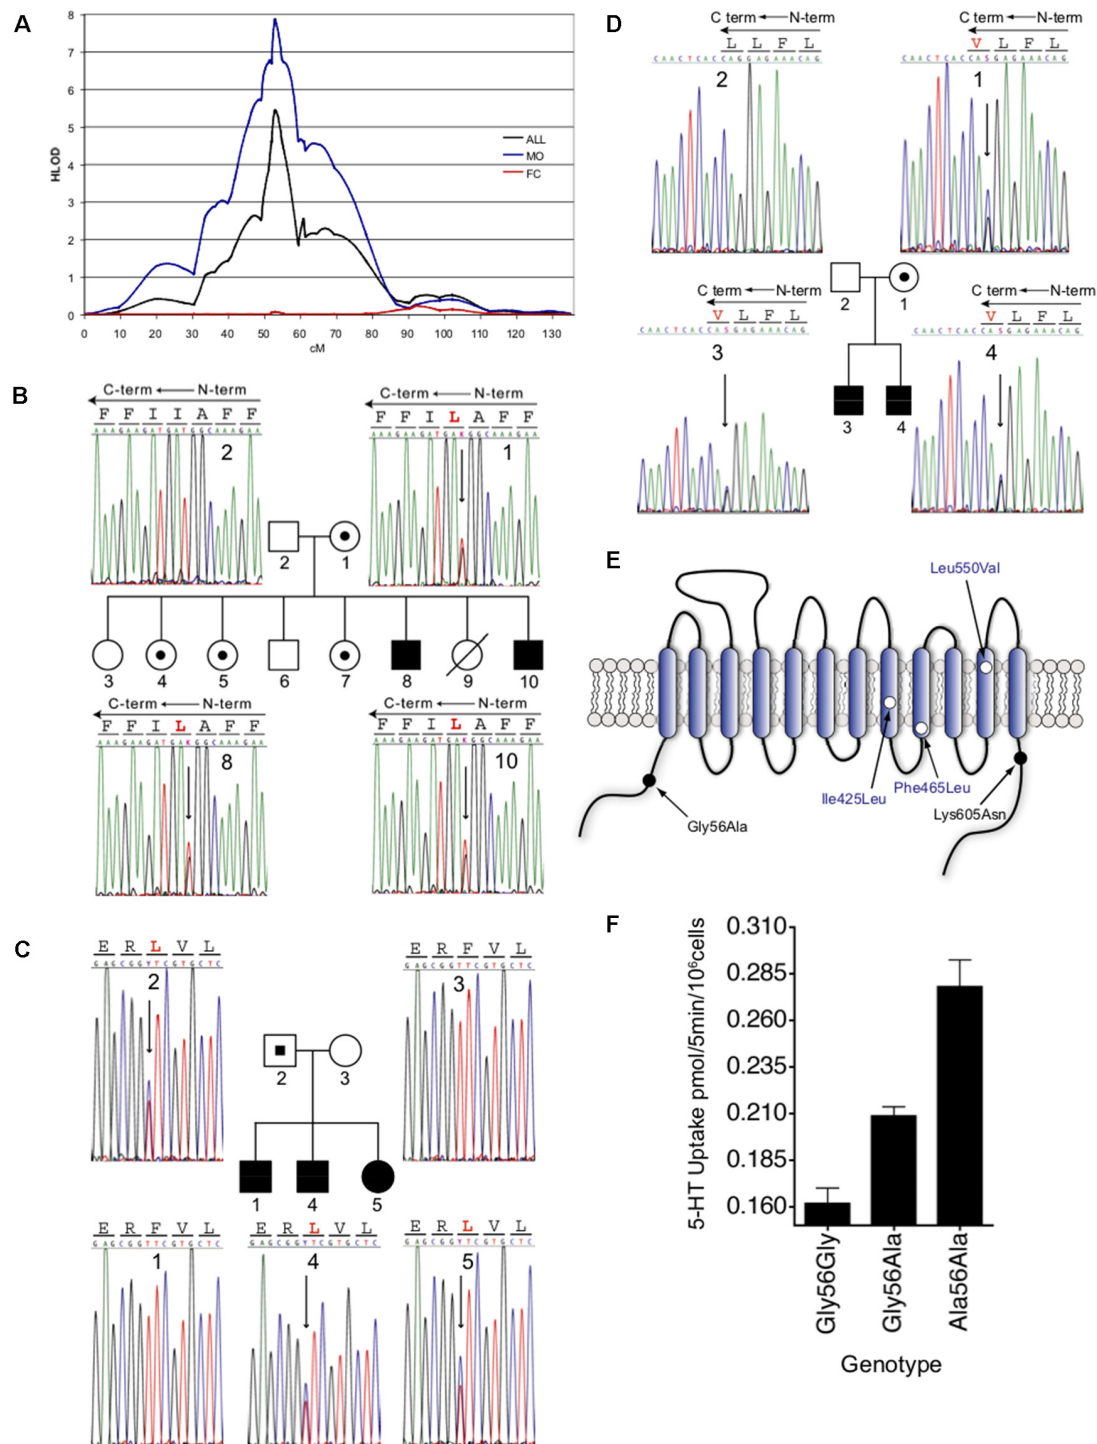 A
8
7
6
5
4
3
2
1
0
HLOD
0 10 20 30 40 50 60 70 80 90 100 110 120 130
cM
ALL
MO
FC
B
C-term N-term
F F I I A F F
A A A G A A G A T G A T G G C A A A G A A
2
C-term N-term
F F I L A F F
A A A G A A G A T G A K G G C A A A G A A
1
2 1
3 4 5 6 7 8 9 10
C-term N-term
F F I L A F F
A A A G A A G A T G A K G G C A A A G A A
8
C-term N-term
F F I L A F F
A A A G A A G A T G A K G G C A A A G A A
10
C
E R L V L
G A G C G G Y T C G T G C T C
2
E R F V L
G A G C G G T T C G T G C T C
3
2 3
1 4 5
E R F V L
G A G C G G T T C G T G C T C
1
E R L V L
G A G C G G Y T C G T G C T C
4
E R L V L
G A G C G G Y T C G T G C T C
5
D
C term N-term
L L F L
C A A C T C A C C A G G A G A A A C A G
2
C term N-term
V L F L
C A A C T C A C C A S G A G A A A C A G
1
2 1
3 4
C term N-term
V L F L
C A A C T C A C C A S G A G A A A C A G
3
C term N-term
V L F L
C A A C T C A C C A S G A G A A A C A G
4
E
Leu550Val
Ile425Leu
Phe465Leu
Lys605Asn
Gly56Ala
F
5-HT Uptake pmol/5min/10⁶cells
0.310
0.285
0.260
0.235
0.210
0.185
0.160
Gly56Gly
Gly56Ala
Ala56Ala
Genotype